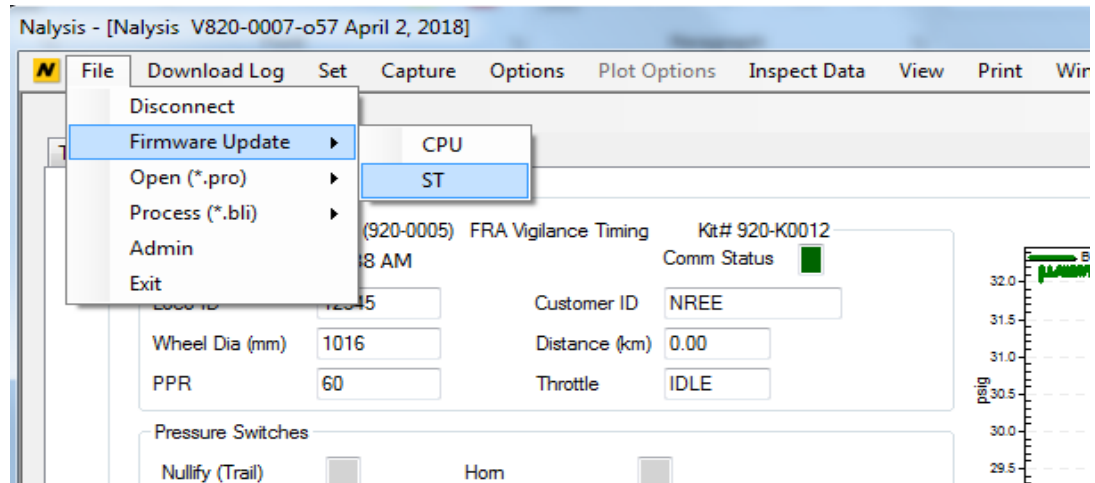 Nalysis - [Nalysis V820-0007-o57 April 2, 2018]
N File Download Log Set Capture Options Plot Options Inspect Data View Print
Disconnect
Firmware Update CPU
Open (*.pro) ST
Process (*.bli)
(920-0005) FRA Vigilance Timing Kit# 920-K0012
Admin
8 AM Comm Status
Exit
Customer ID NREE
Wheel Dia (mm) 1016 Distance (km) 0.00
PPR 60 Throttle IDLE
Pressure Switches
Nullify (Trail) Horn
32.0
31.5
31.0
psig
30.5
30.0
29.5